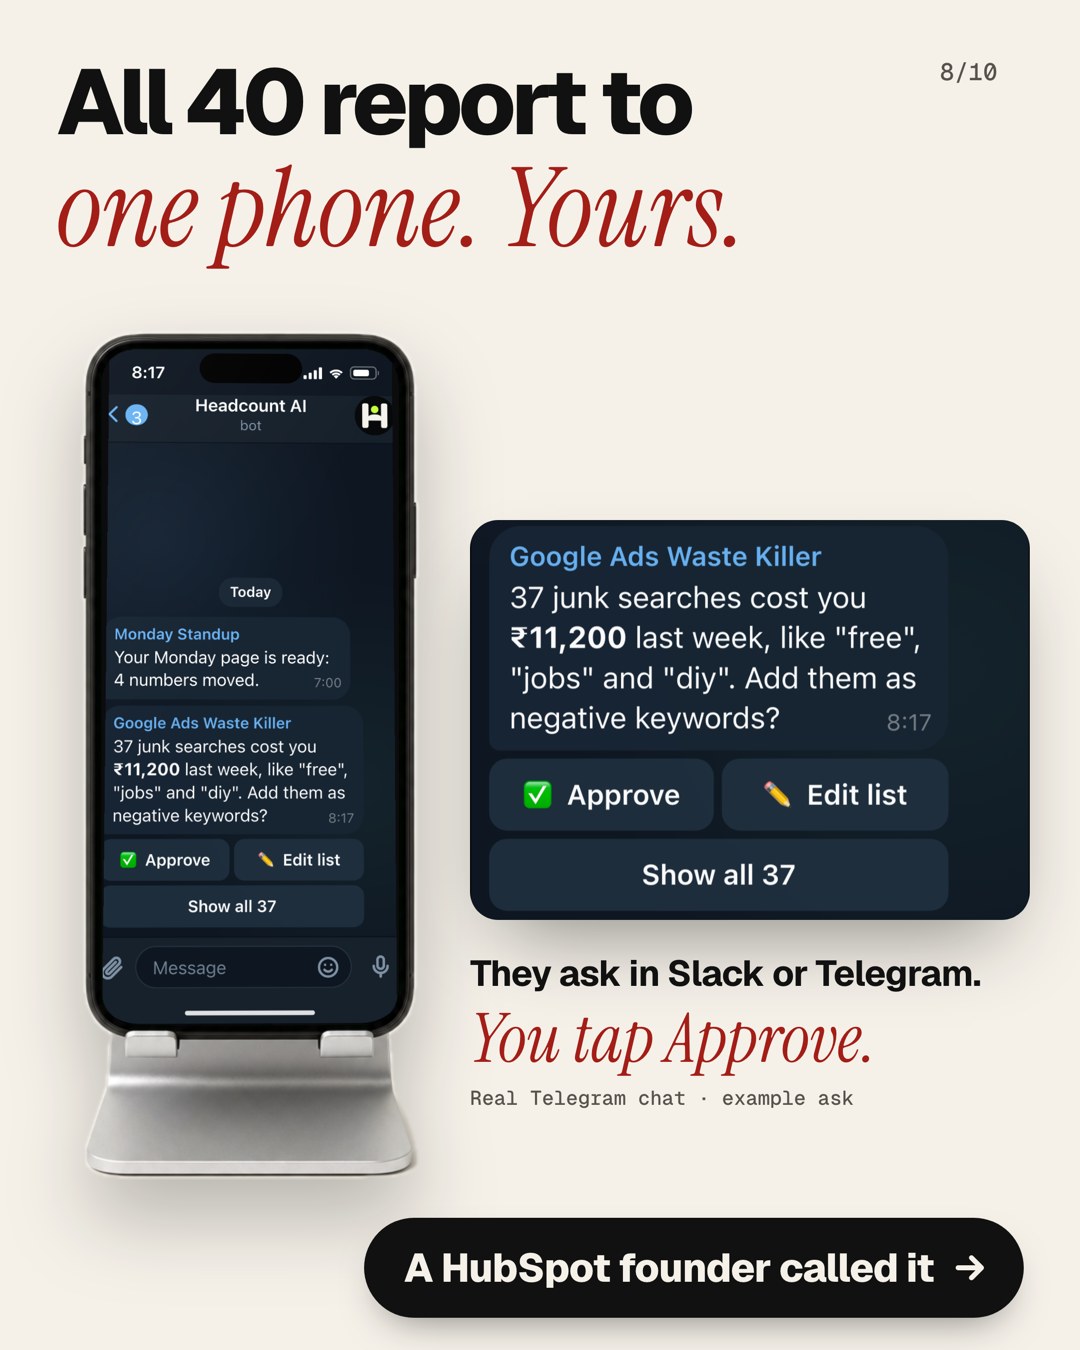 All 40 report to
one phone. Yours.
8/10
8:17
3
Headcount AI
bot
H
Today
Monday Standup
Your Monday page is ready:
4 numbers moved.
7:00
Google Ads Waste Killer
37 junk searches cost you
₹11,200 last week, like "free",
"jobs" and "diy". Add them as
negative keywords?
8:17
✅ Approve
✏️ Edit list
Show all 37
Message
Google Ads Waste Killer
37 junk searches cost you
₹11,200 last week, like "free",
"jobs" and "diy". Add them as
negative keywords?
8:17
✅ Approve
✏️ Edit list
Show all 37
They ask in Slack or Telegram.
You tap Approve.
Real Telegram chat · example ask
A HubSpot founder called it →